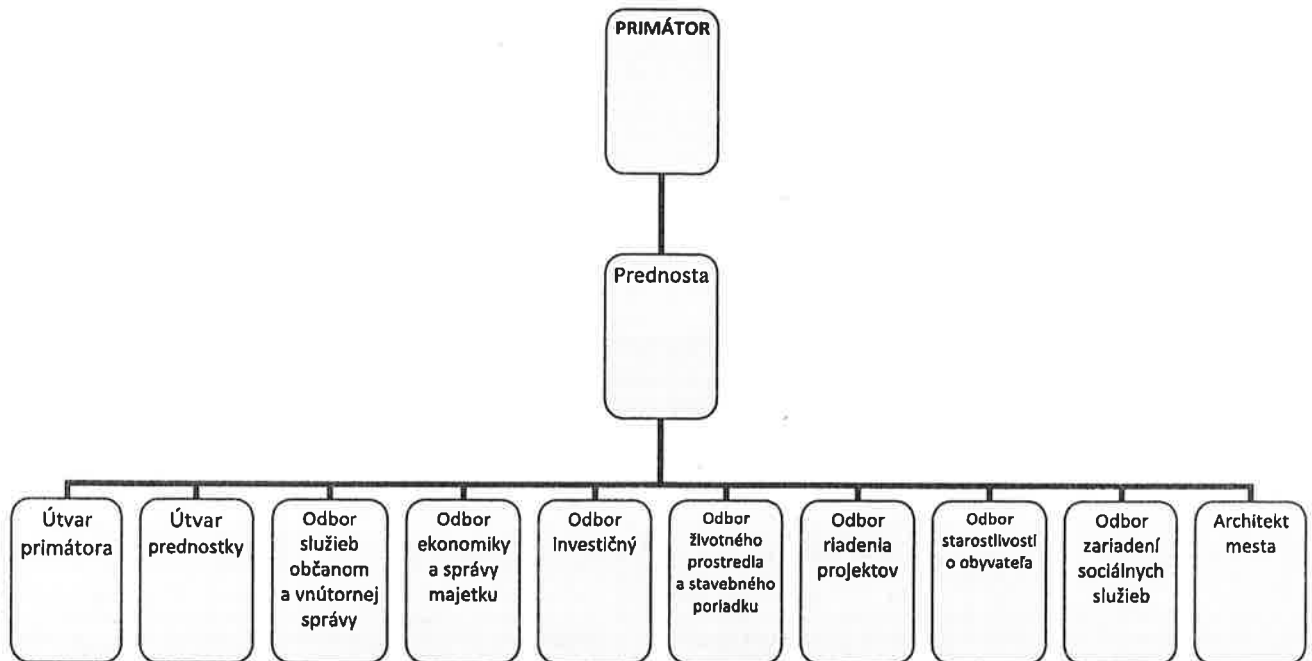 PRIMÁTOR
Prednosta
Útvar
primátora
Útvar
prednostky
Odbor
služieb
občanom
a vnútornej
správy
Odbor
ekonomiky
a správy
majetku
Odbor
investičný
Odbor
životného
prostredia
a stavebného
poriadku
Odbor
riadenia
projektov
Odbor
starostlivosti
o obyvateľa
Odbor
zariadení
sociálnych
služieb
Architekt
mesta